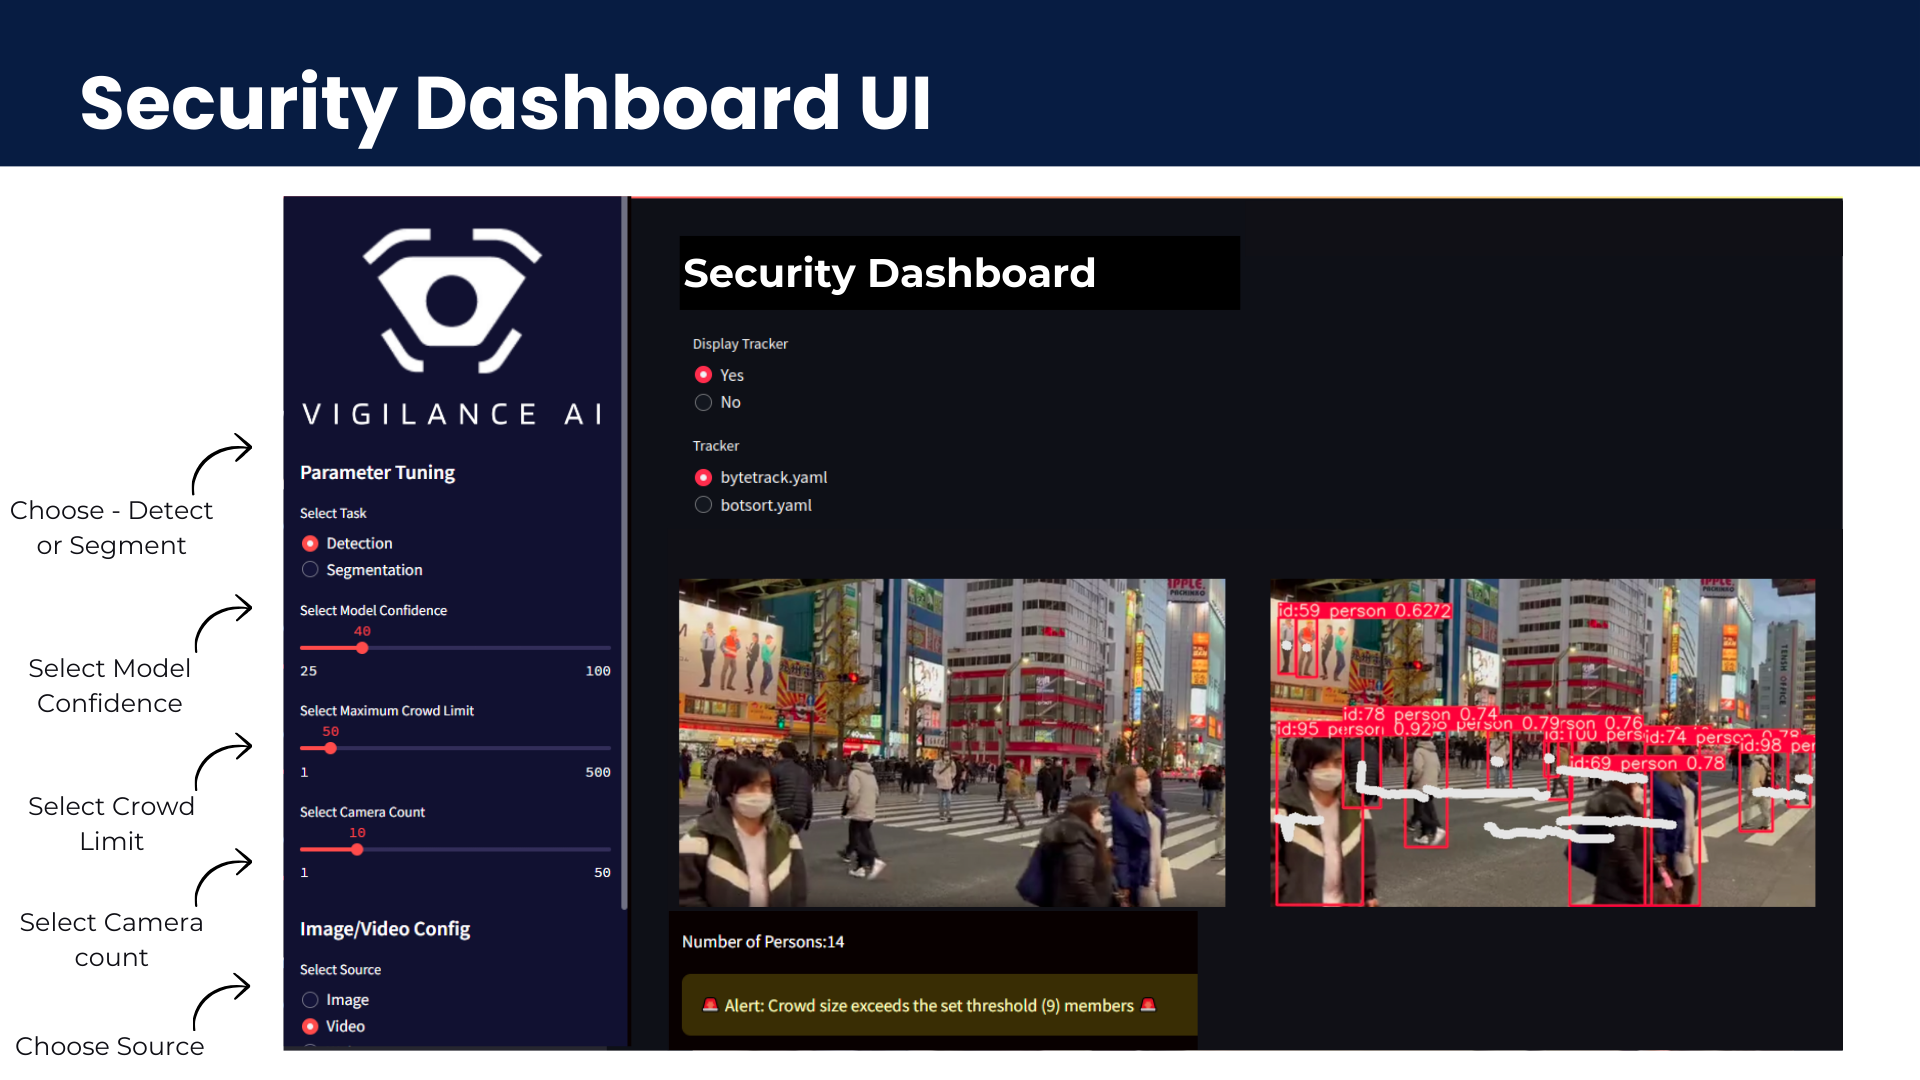 Security Dashboard UI
Choose - Detect
or Segment
Select Model
Confidence
Select Crowd
Limit
Select Camera
count
Choose Source
VIGILANCE AI
Parameter Tuning
Select Task
Detection
Segmentation
Select Model Confidence
40
25 100
Select Maximum Crowd Limit
50
1 500
Select Camera Count
10
1 50
Image/Video Config
Select Source
Image
Video
Security Dashboard
Display Tracker
Yes
No
Tracker
bytetrack.yaml
botsort.yaml
APPLE
PACHINKO
id:59 person 0.6272
id:78 person 0.74
id:95 person 0.92
person 0.79
rson 0.76
id:100 pers
id:74 person 0.78
id:98 per
id:69 person 0.78
OFFICE
Number of Persons:14
🚨 Alert: Crowd size exceeds the set threshold (9) members 🚨